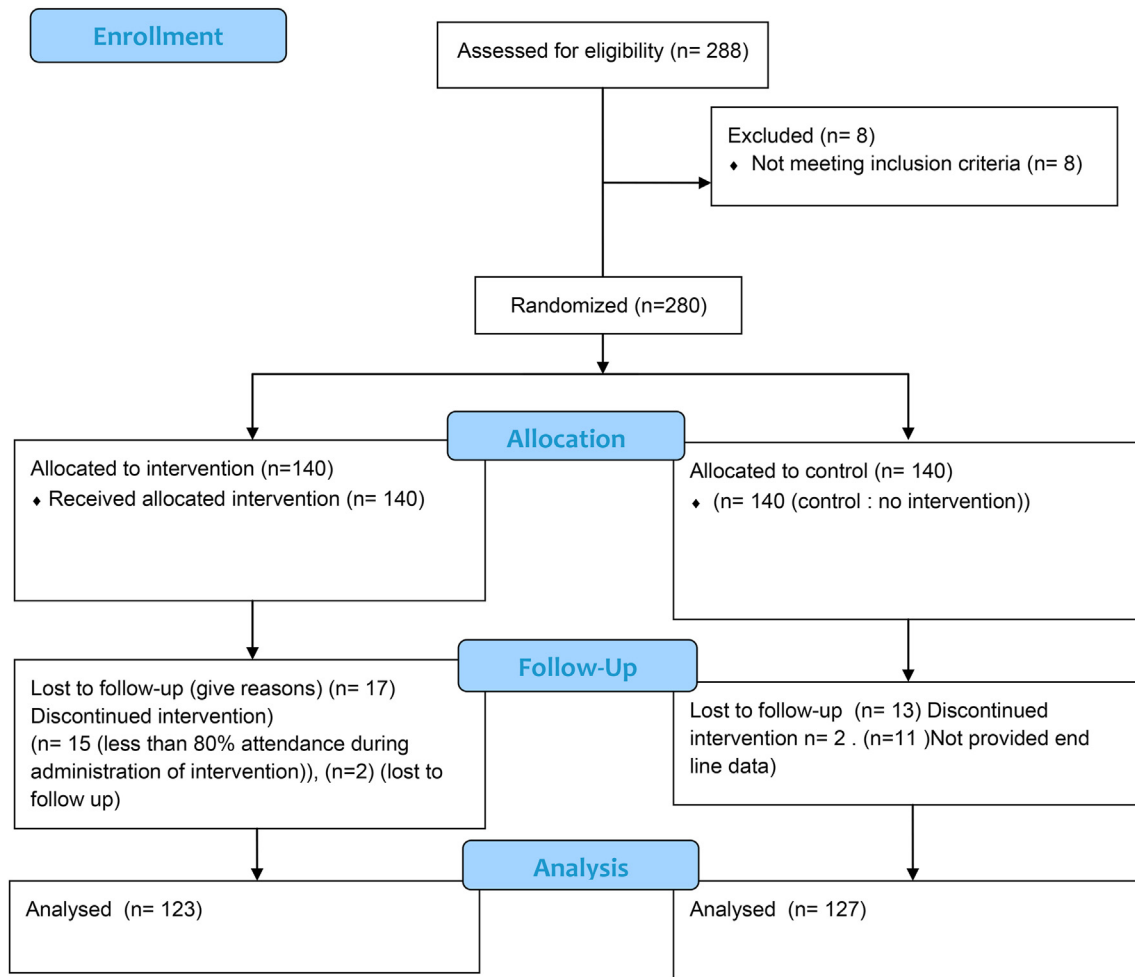 Enrollment
Assessed for eligibility (n= 288)
Excluded (n= 8)
♦ Not meeting inclusion criteria (n= 8)
Randomized (n=280)
Allocation
Allocated to intervention (n=140)
♦ Received allocated intervention (n= 140)
Allocated to control (n= 140)
♦ (n= 140 (control : no intervention))
Follow-Up
Lost to follow-up (give reasons) (n= 17)
Discontinued intervention)
(n= 15 (less than 80% attendance during
administration of intervention)), (n=2) (lost to
follow up)
Lost to follow-up (n= 13) Discontinued
intervention n= 2 . (n=11 )Not provided end
line data)
Analysis
Analysed (n= 123)
Analysed (n= 127)